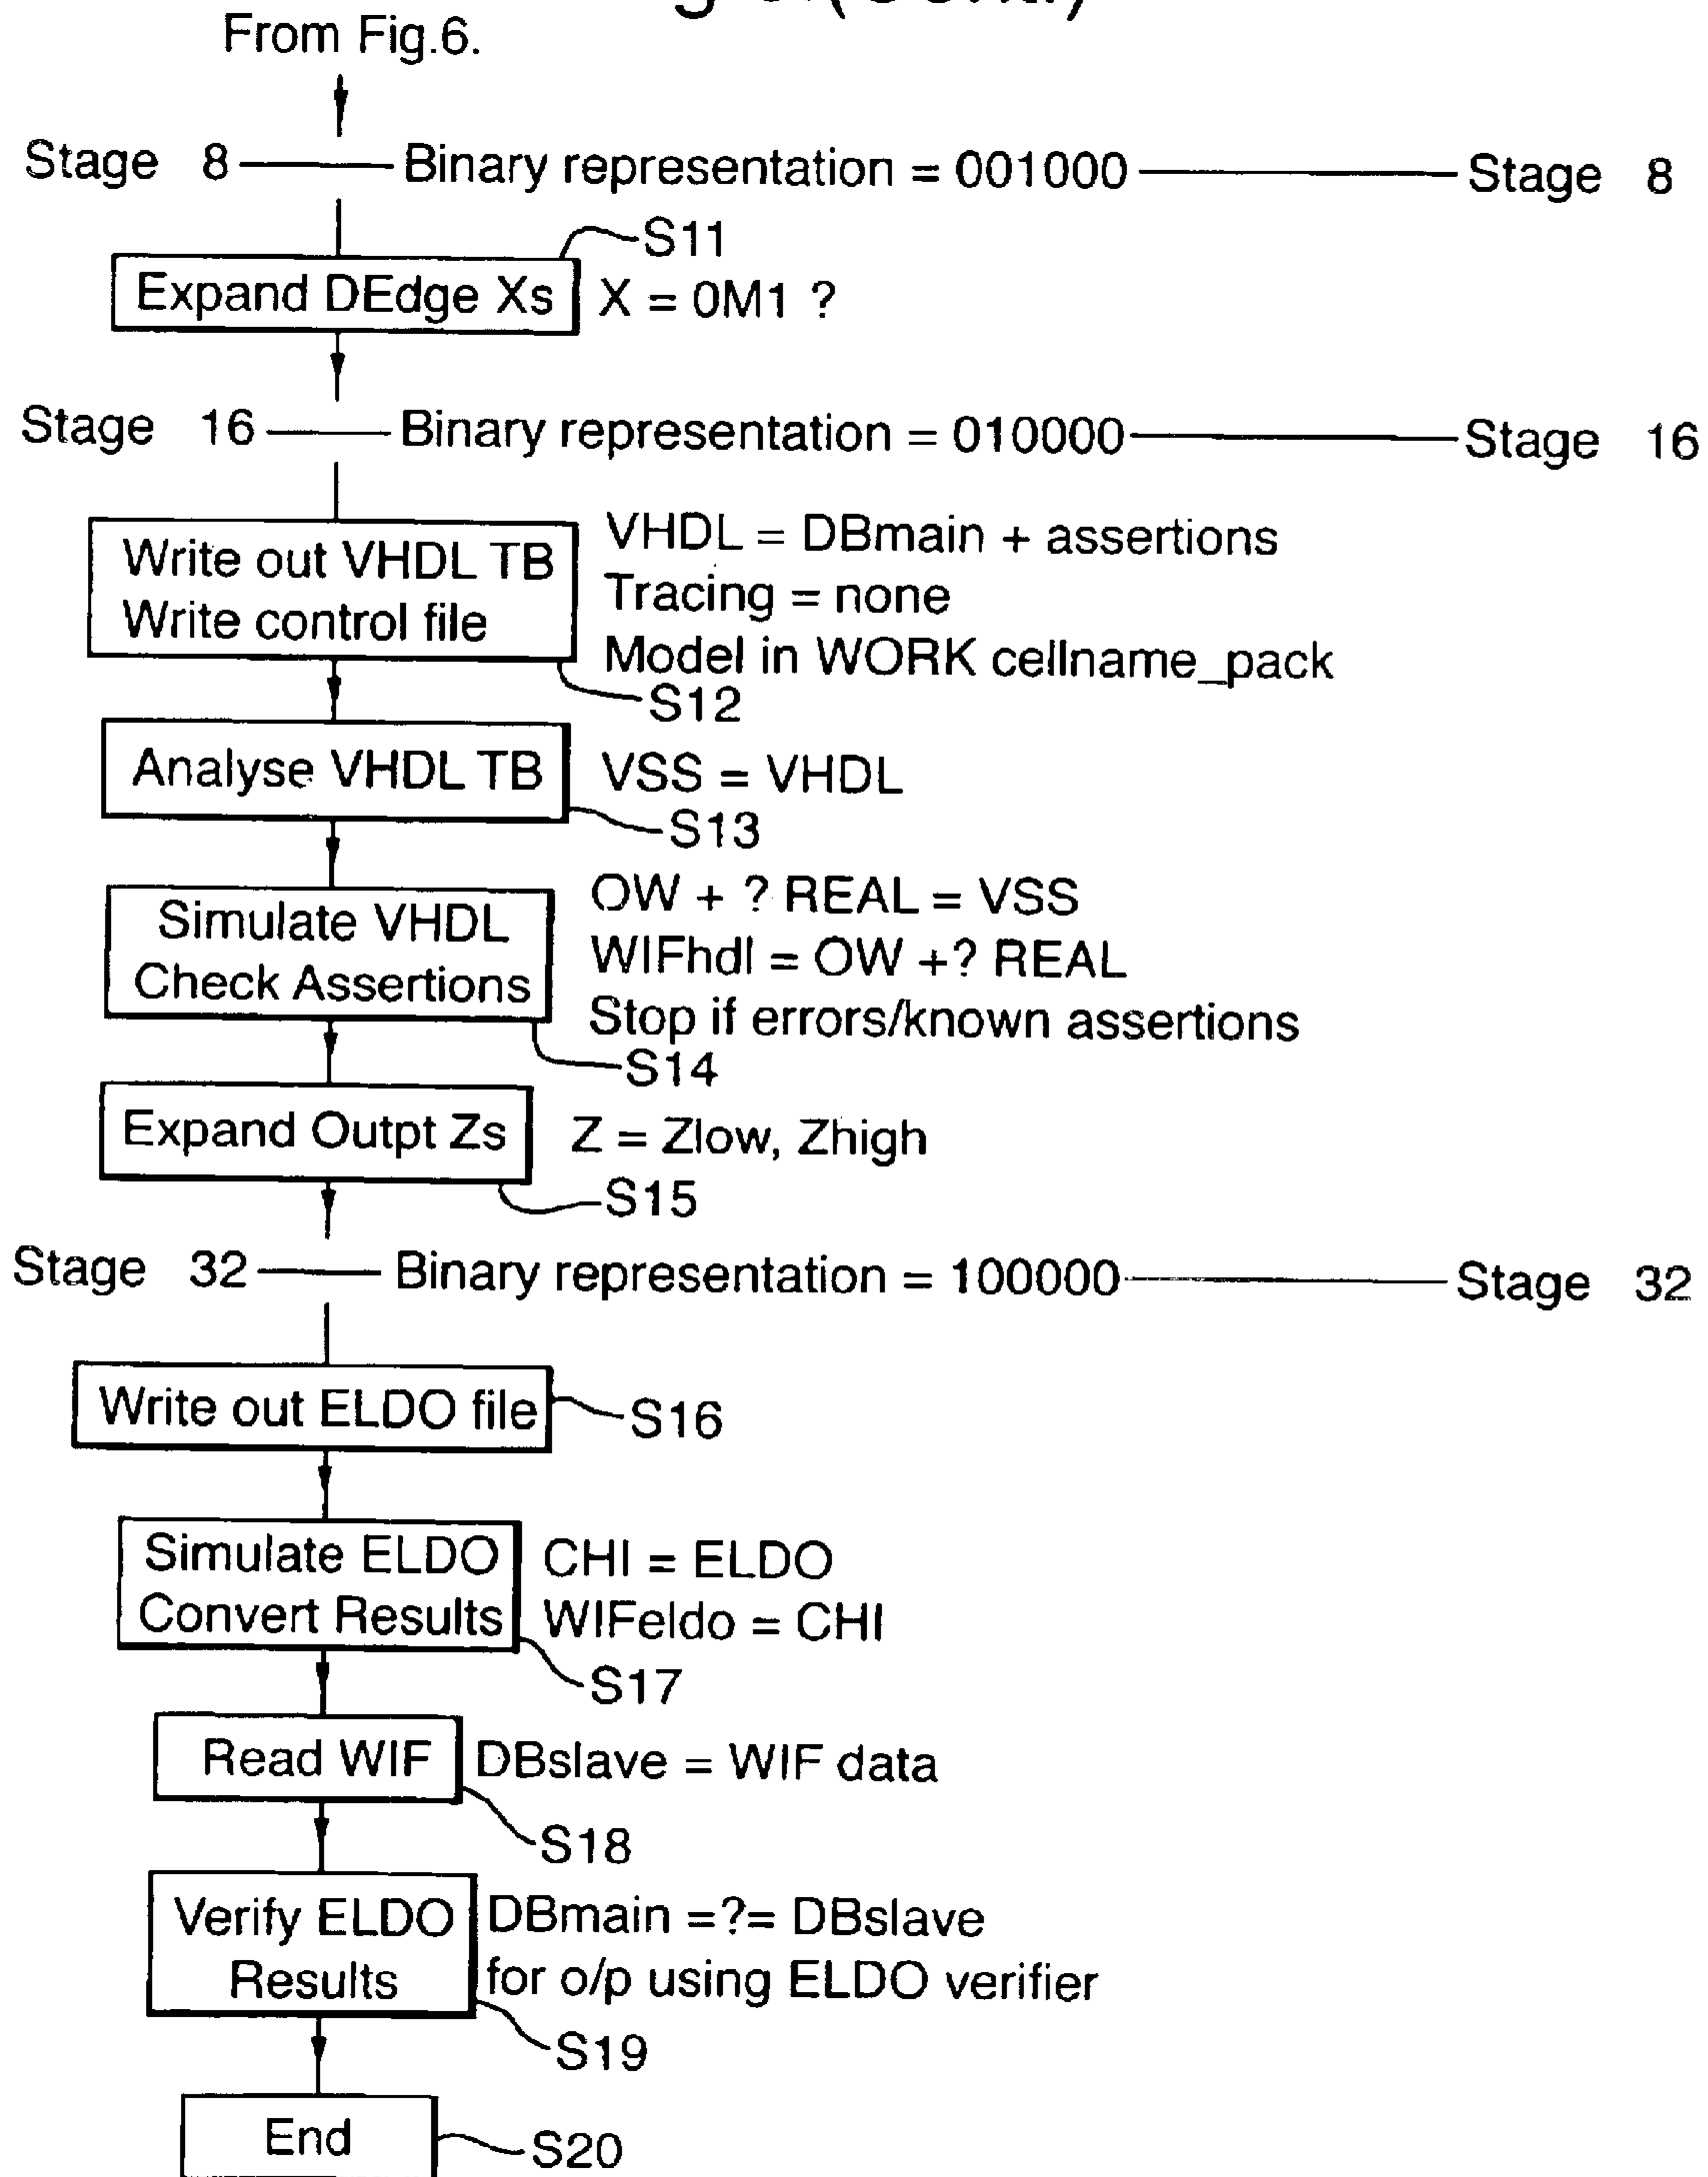 From Fig.6.
Stage 8 Binary representation = 001000 Stage 8
S11
Expand DEdge Xs X = 0M1 ?
Stage 16 Binary representation = 010000 Stage 16
Write out VHDL TB
Write control file
VHDL = DBmain + assertions
Tracing = none
Model in WORK cellname_pack
S12
Analyse VHDL TB VSS = VHDL
S13
Simulate VHDL
Check Assertions
OW + ? REAL = VSS
WIFhdl = OW +? REAL
Stop if errors/known assertions
S14
Expand Outpt Zs Z = Zlow, Zhigh
S15
Stage 32 Binary representation = 100000 Stage 32
Write out ELDO file S16
Simulate ELDO
Convert Results
CHI = ELDO
WIFeldo = CHI
S17
Read WIF DBslave = WIF data
S18
Verify ELDO
Results
DBmain =?= DBslave
for o/p using ELDO verifier
S19
End S20